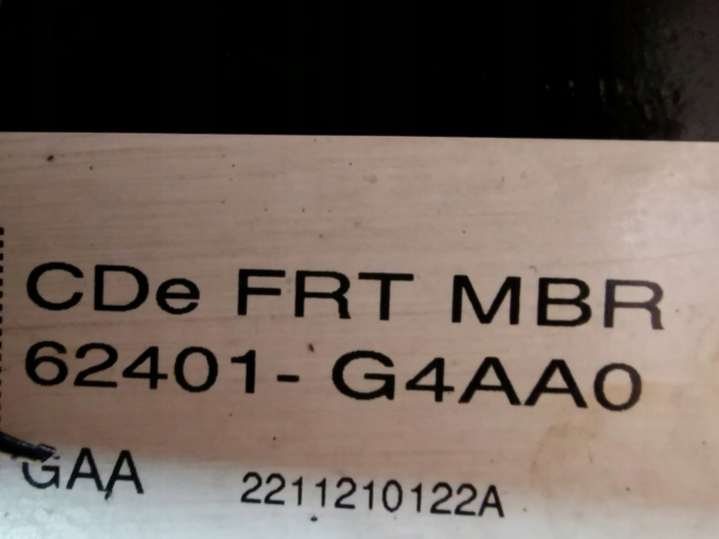 CDe FRT MBR
62401- G4AA0
GAA 2211210122A